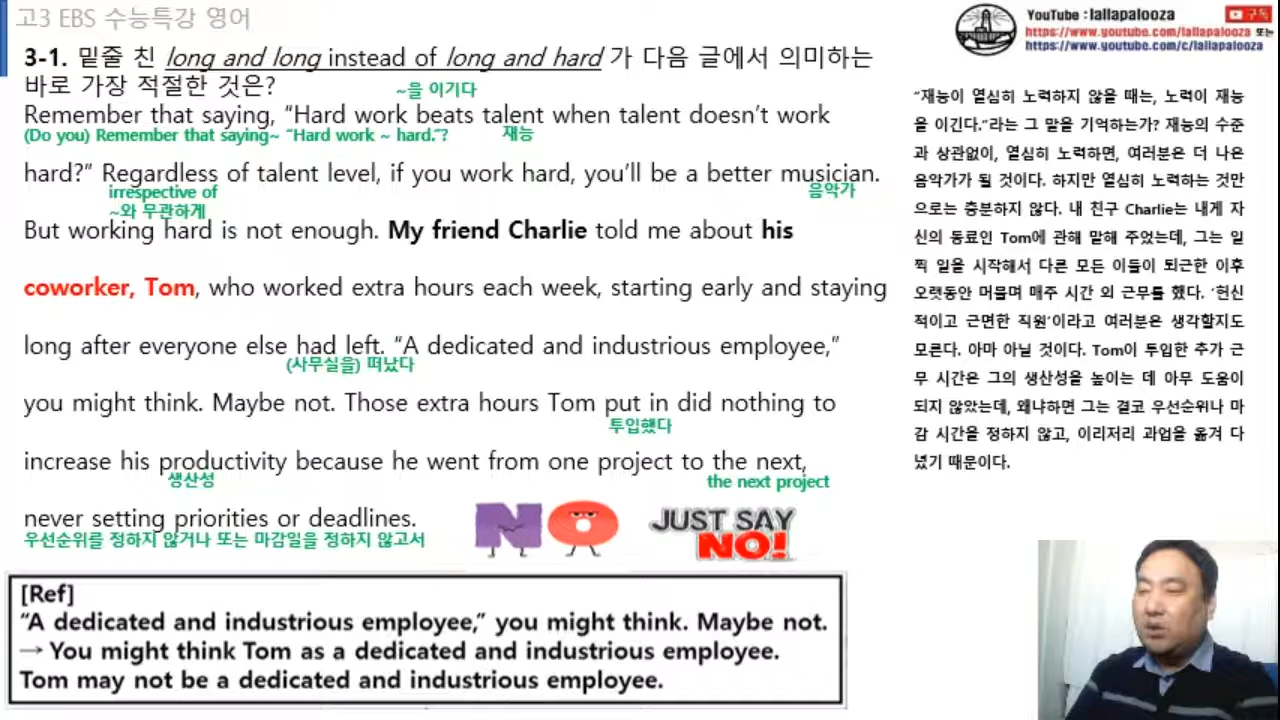 고3 EBS 수능특강 영어
YouTube : lallapalooza
구독
https://www.youtube.com/lallapalooza 또는
https://www.youtube.com/c/lallapalooza
3-1. 밑줄 친 long and long instead of long and hard 가 다음 글에서 의미하는
바로 가장 적절한 것은?
~을 이기다
Remember that saying, “Hard work beats talent when talent doesn’t work
(Do you) Remember that saying~ “Hard work ~ hard.”?
재능
hard?” Regardless of talent level, if you work hard, you’ll be a better musician.
irrespective of
~와 무관하게
음악가
But working hard is not enough. My friend Charlie told me about his
coworker, Tom, who worked extra hours each week, starting early and staying
long after everyone else had left. “A dedicated and industrious employee,”
(사무실을) 떠났다
you might think. Maybe not. Those extra hours Tom put in did nothing to
투입했다
increase his productivity because he went from one project to the next,
생산성
the next project
never setting priorities or deadlines.
우선순위를 정하지 않거나 또는 마감일을 정하지 않고서
NO
JUST SAY
NO!
[Ref]
“A dedicated and industrious employee,” you might think. Maybe not.
→ You might think Tom as a dedicated and industrious employee.
Tom may not be a dedicated and industrious employee.
“재능이 열심히 노력하지 않을 때는, 노력이 재능
을 이긴다.”라는 그 말을 기억하는가? 재능의 수준
과 상관없이, 열심히 노력하면, 여러분은 더 나은
음악가가 될 것이다. 하지만 열심히 노력하는 것만
으로는 충분하지 않다. 내 친구 Charlie는 내게 자
신의 동료인 Tom에 관해 말해 주었는데, 그는 일
찍 일을 시작해서 다른 모든 이들이 퇴근한 이후
오랫동안 머물며 매주 시간 외 근무를 했다. ‘헌신
적이고 근면한 직원’이라고 여러분은 생각할지도
모른다. 아마 아닐 것이다. Tom이 투입한 추가 근
무 시간은 그의 생산성을 높이는 데 아무 도움이
되지 않았는데, 왜냐하면 그는 결코 우선순위나 마
감 시간을 정하지 않고, 이리저리 과업을 옮겨 다
녔기 때문이다.